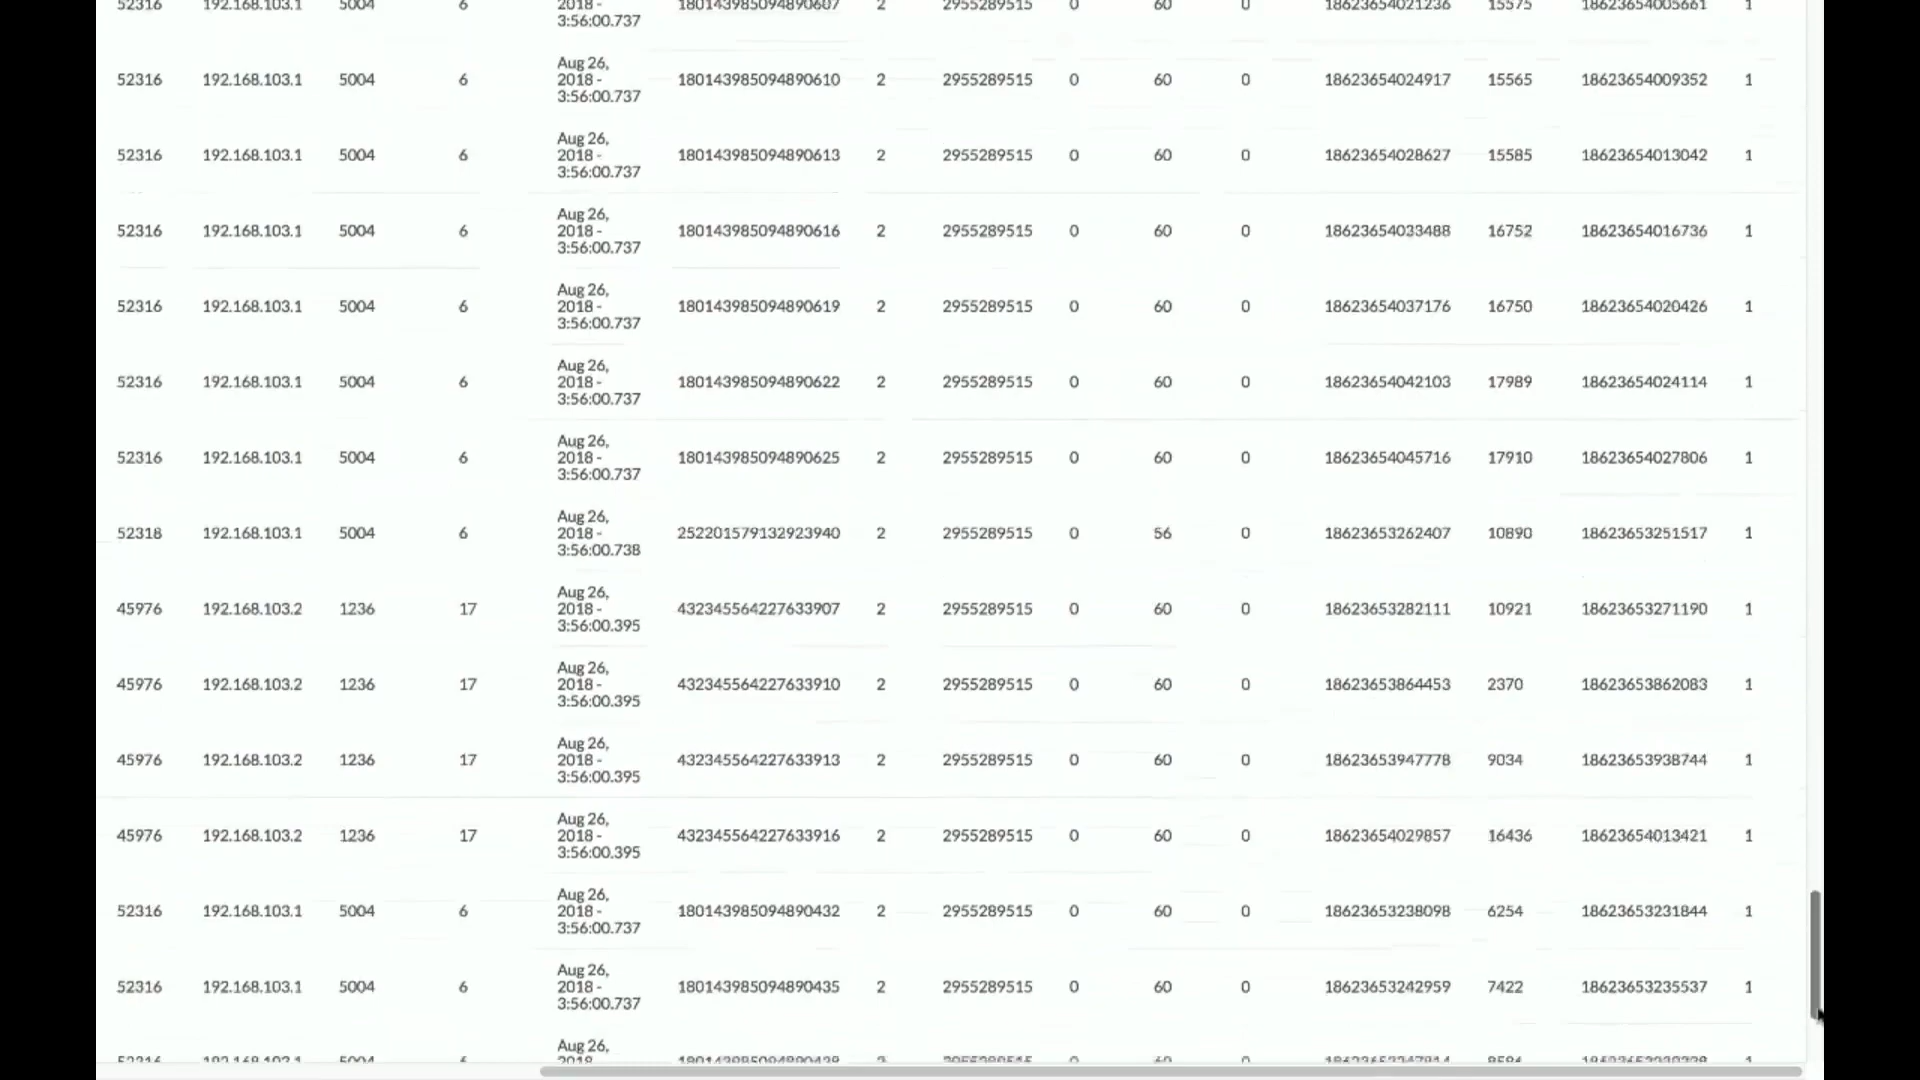 52316 192.168.103.1 5004 6 2018 - 3:56:00.737 180143985094890607 2 2955289515 0 60 0 18623654021236 15575 18623654005661 1
52316 192.168.103.1 5004 6 Aug 26, 2018 - 3:56:00.737 180143985094890610 2 2955289515 0 60 0 18623654024917 15565 18623654009352 1
52316 192.168.103.1 5004 6 Aug 26, 2018 - 3:56:00.737 180143985094890613 2 2955289515 0 60 0 18623654028627 15585 18623654013042 1
52316 192.168.103.1 5004 6 Aug 26, 2018 - 3:56:00.737 180143985094890616 2 2955289515 0 60 0 18623654033488 16752 18623654016736 1
52316 192.168.103.1 5004 6 Aug 26, 2018 - 3:56:00.737 180143985094890619 2 2955289515 0 60 0 18623654037176 16750 18623654020426 1
52316 192.168.103.1 5004 6 Aug 26, 2018 - 3:56:00.737 180143985094890622 2 2955289515 0 60 0 18623654042103 17989 18623654024114 1
52316 192.168.103.1 5004 6 Aug 26, 2018 - 3:56:00.737 180143985094890625 2 2955289515 0 60 0 18623654045716 17910 18623654027806 1
52318 192.168.103.1 5004 6 Aug 26, 2018 - 3:56:00.738 252201579132923940 2 2955289515 0 56 0 18623653262407 10890 18623653251517 1
45976 192.168.103.2 1236 17 Aug 26, 2018 - 3:56:00.395 432345564227633907 2 2955289515 0 60 0 18623653282111 10921 18623653271190 1
45976 192.168.103.2 1236 17 Aug 26, 2018 - 3:56:00.395 432345564227633910 2 2955289515 0 60 0 18623653864453 2370 18623653862083 1
45976 192.168.103.2 1236 17 Aug 26, 2018 - 3:56:00.395 432345564227633913 2 2955289515 0 60 0 18623653947778 9034 18623653938744 1
45976 192.168.103.2 1236 17 Aug 26, 2018 - 3:56:00.395 432345564227633916 2 2955289515 0 60 0 18623654029857 16436 18623654013421 1
52316 192.168.103.1 5004 6 Aug 26, 2018 - 3:56:00.737 180143985094890432 2 2955289515 0 60 0 18623653238098 6254 18623653231844 1
52316 192.168.103.1 5004 6 Aug 26, 2018 - 3:56:00.737 180143985094890435 2 2955289515 0 60 0 18623653242959 7422 18623653235537 1
Aug 26,